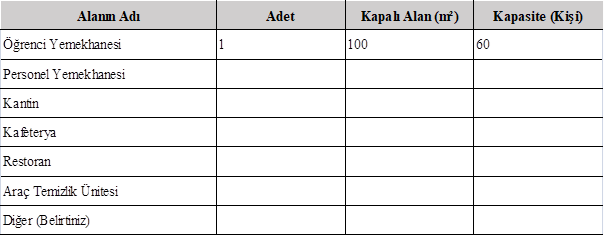 Alanın Adı Adet Kapalı Alan (m²) Kapasite (Kişi)
Öğrenci Yemekhanesi 1 100 60
Personel Yemekhanesi
Kantin
Kafeterya
Restoran
Araç Temizlik Ünitesi
Diğer (Belirtiniz)